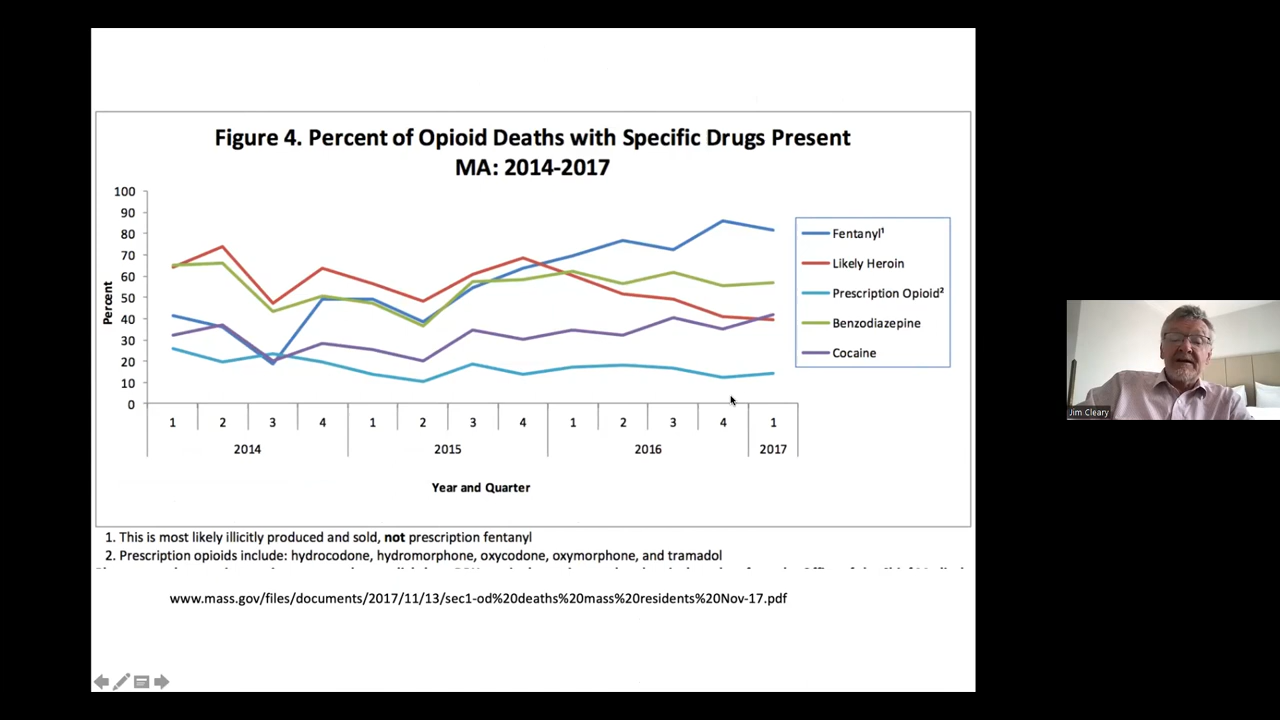 Figure 4. Percent of Opioid Deaths with Specific Drugs Present
MA: 2014-2017
100
90
80
70
60
50
40
30
20
10
0
Percent
1 2 3 4 1 2 3 4 1 2 3 4 1
2014 2015 2016 2017
Year and Quarter
Fentanyl¹
Likely Heroin
Prescription Opioid²
Benzodiazepine
Cocaine
1. This is most likely illicitly produced and sold, not prescription fentanyl
2. Prescription opioids include: hydrocodone, hydromorphone, oxycodone, oxymorphone, and tramadol
www.mass.gov/files/documents/2017/11/13/sec1-od%20deaths%20mass%20residents%20Nov-17.pdf
Jim Cleary